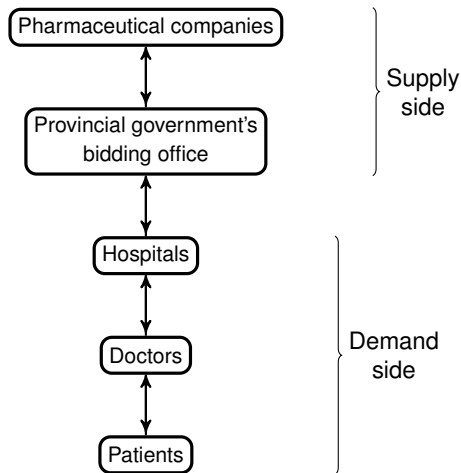 Pharmaceutical companies
Supply
side
Provincial government's
bidding office
Hospitals
Doctors
Demand
side
Patients